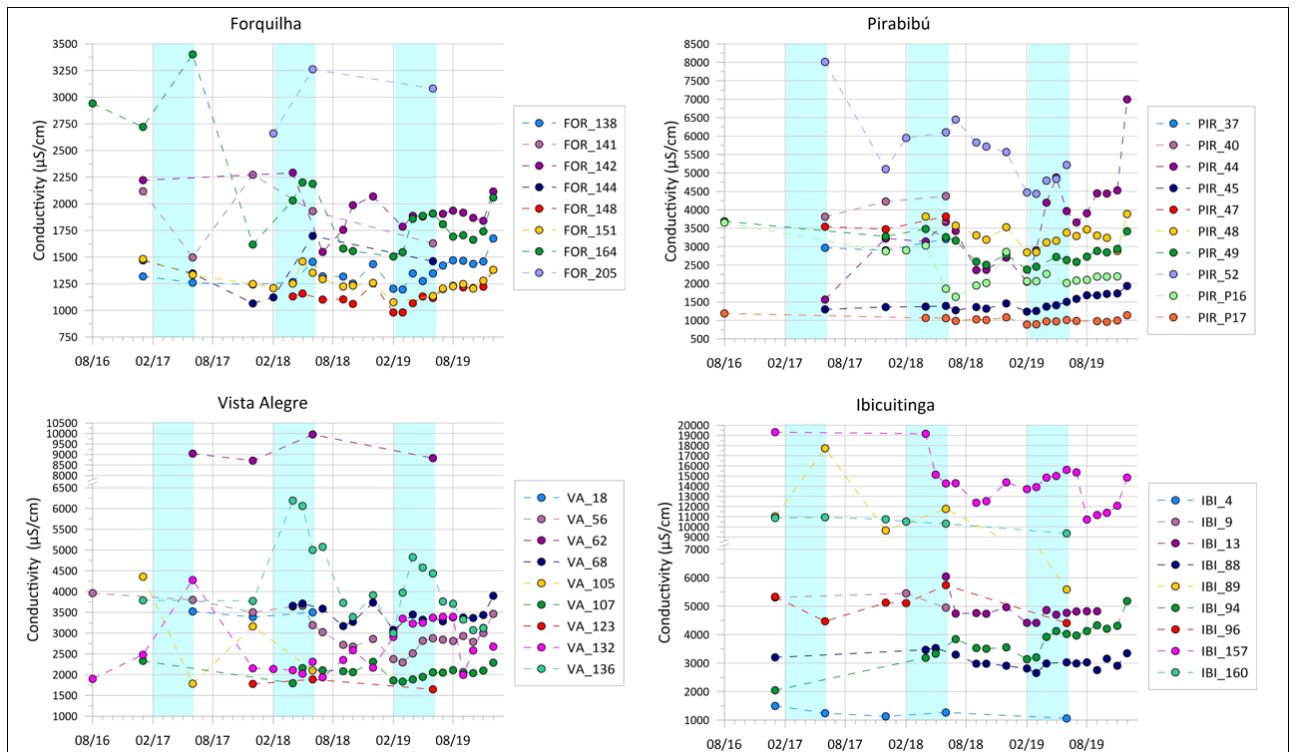 Forquilha
Conductivity (µS/cm)
3500
3250
3000
2750
2500
2250
2000
1750
1500
1250
1000
750
08/16 02/17 08/17 02/18 08/18 02/19 08/19
FOR_138
FOR_141
FOR_142
FOR_144
FOR_148
FOR_151
FOR_164
FOR_205
Pirabibú
Conductivity (µS/cm)
8500
8000
7500
7000
6500
6000
5500
5000
4500
4000
3500
3000
2500
2000
1500
1000
500
08/16 02/17 08/17 02/18 08/18 02/19 08/19
PIR_37
PIR_40
PIR_44
PIR_45
PIR_47
PIR_48
PIR_49
PIR_52
PIR_P16
PIR_P17
Vista Alegre
Conductivity (µS/cm)
10500
10000
9500
9000
8500
8000
6500
6000
5500
5000
4500
4000
3500
3000
2500
2000
1500
1000
08/16 02/17 08/17 02/18 08/18 02/19 08/19
VA_18
VA_56
VA_62
VA_68
VA_105
VA_107
VA_123
VA_132
VA_136
Ibicuitinga
Conductivity (µS/cm)
20000
19000
18000
17000
16000
15000
14000
13000
12000
11000
10000
9000
7000
6000
5000
4000
3000
2000
1000
08/16 02/17 08/17 02/18 08/18 02/19 08/19
IBI_4
IBI_9
IBI_13
IBI_88
IBI_89
IBI_94
IBI_96
IBI_157
IBI_160